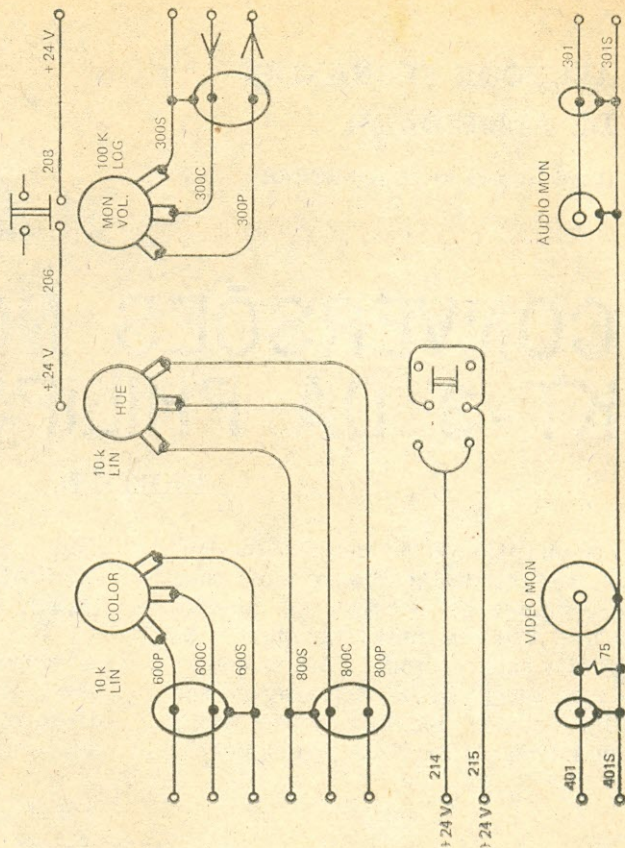 + 24 V
206
208
+ 24 V
10 k
LIN
COLOR
600P
600C
600S
10 k
LIN
HUE
800S
800C
800P
MON
VOL.
100 K
LOG
300S
300C
300P
+ 24 V
214
+ 24 V
215
VIDEO MON
75
401
401S
AUDIO MON
301
301S